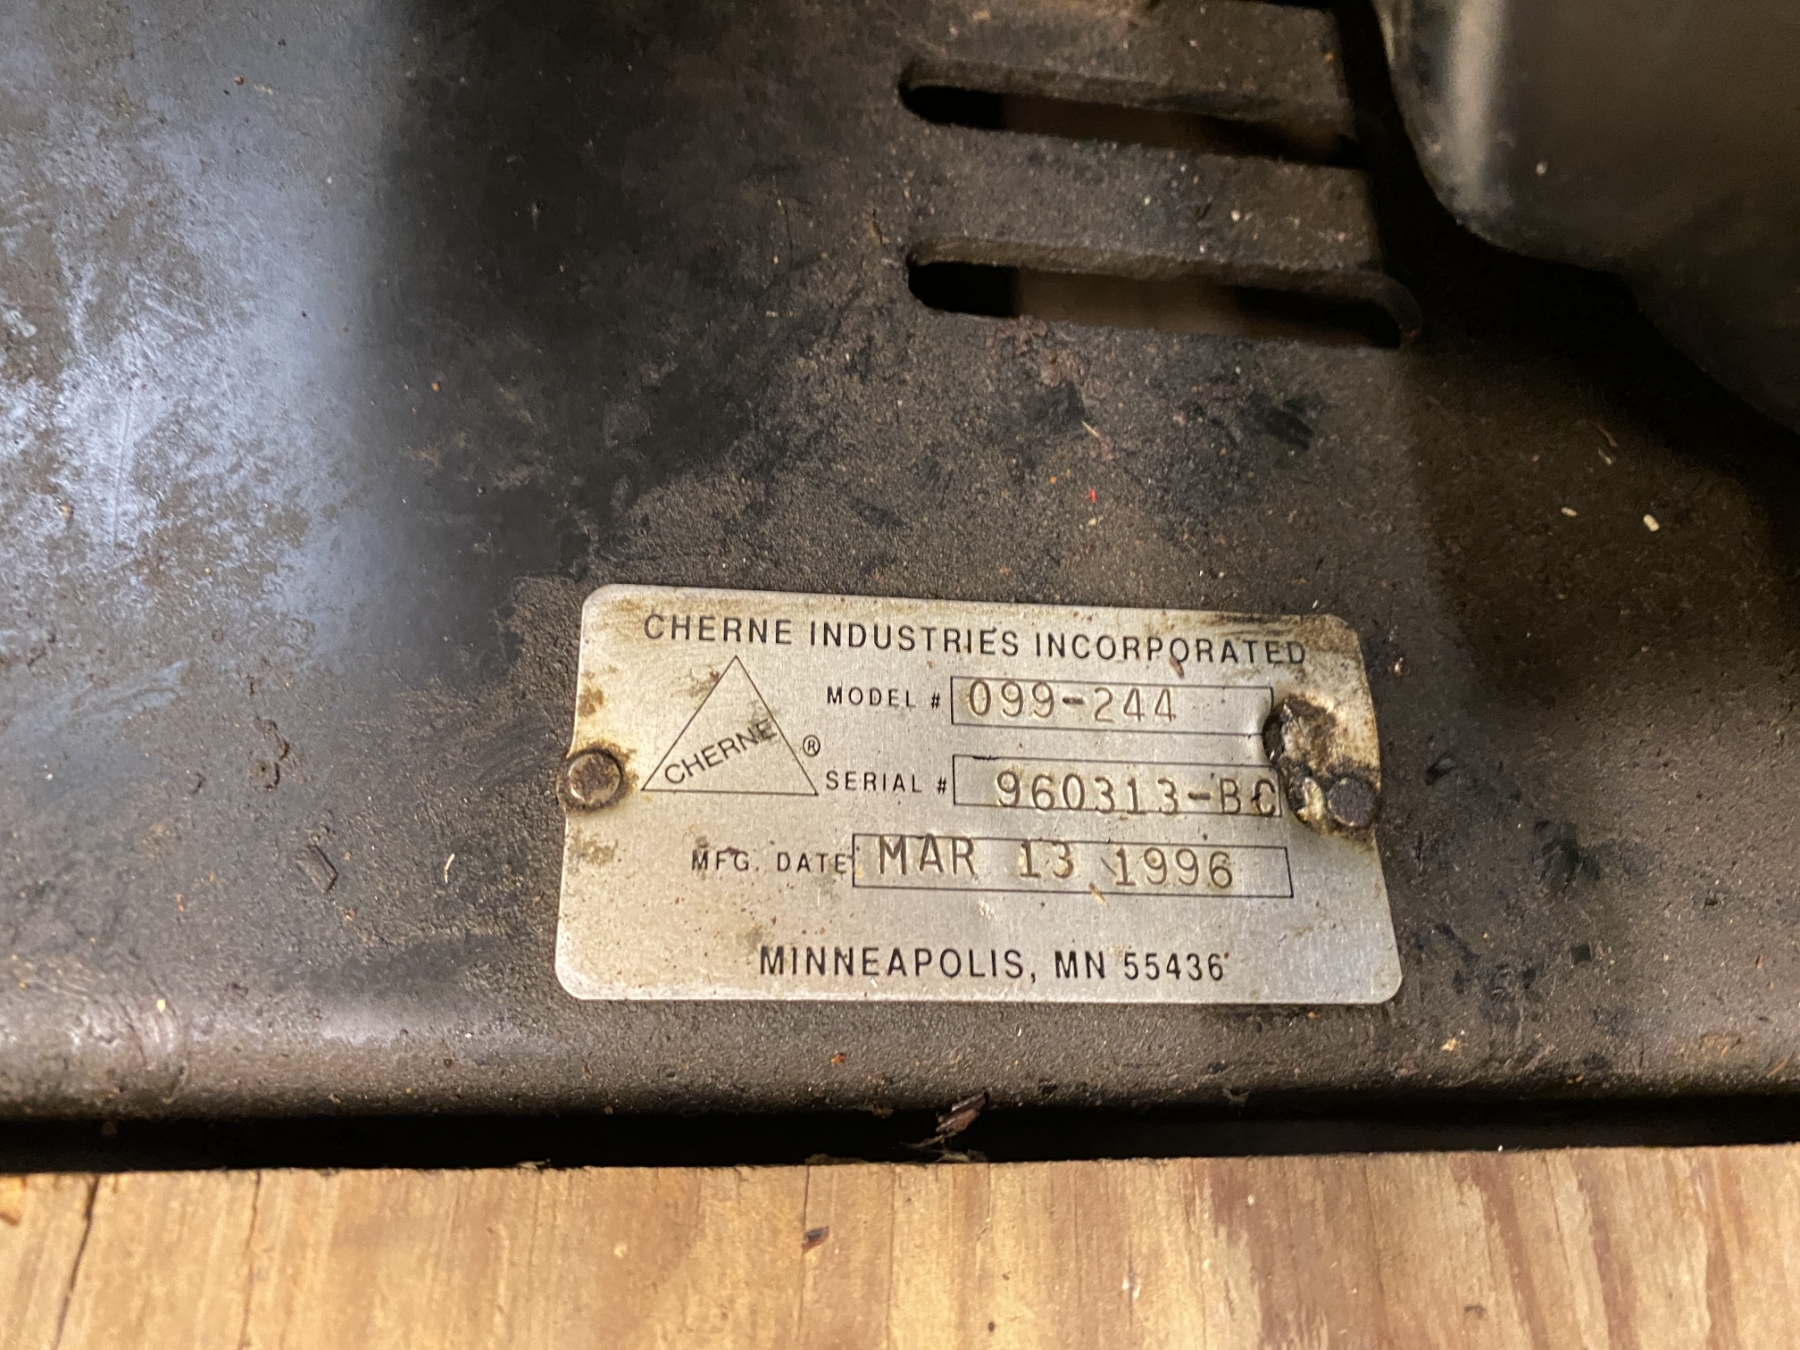 CHERNE INDUSTRIES INCORPORATED
MODEL # 099-244
CHERNE ®
SERIAL # 960313-BC
MFG. DATE MAR 13 1996
MINNEAPOLIS, MN 55436